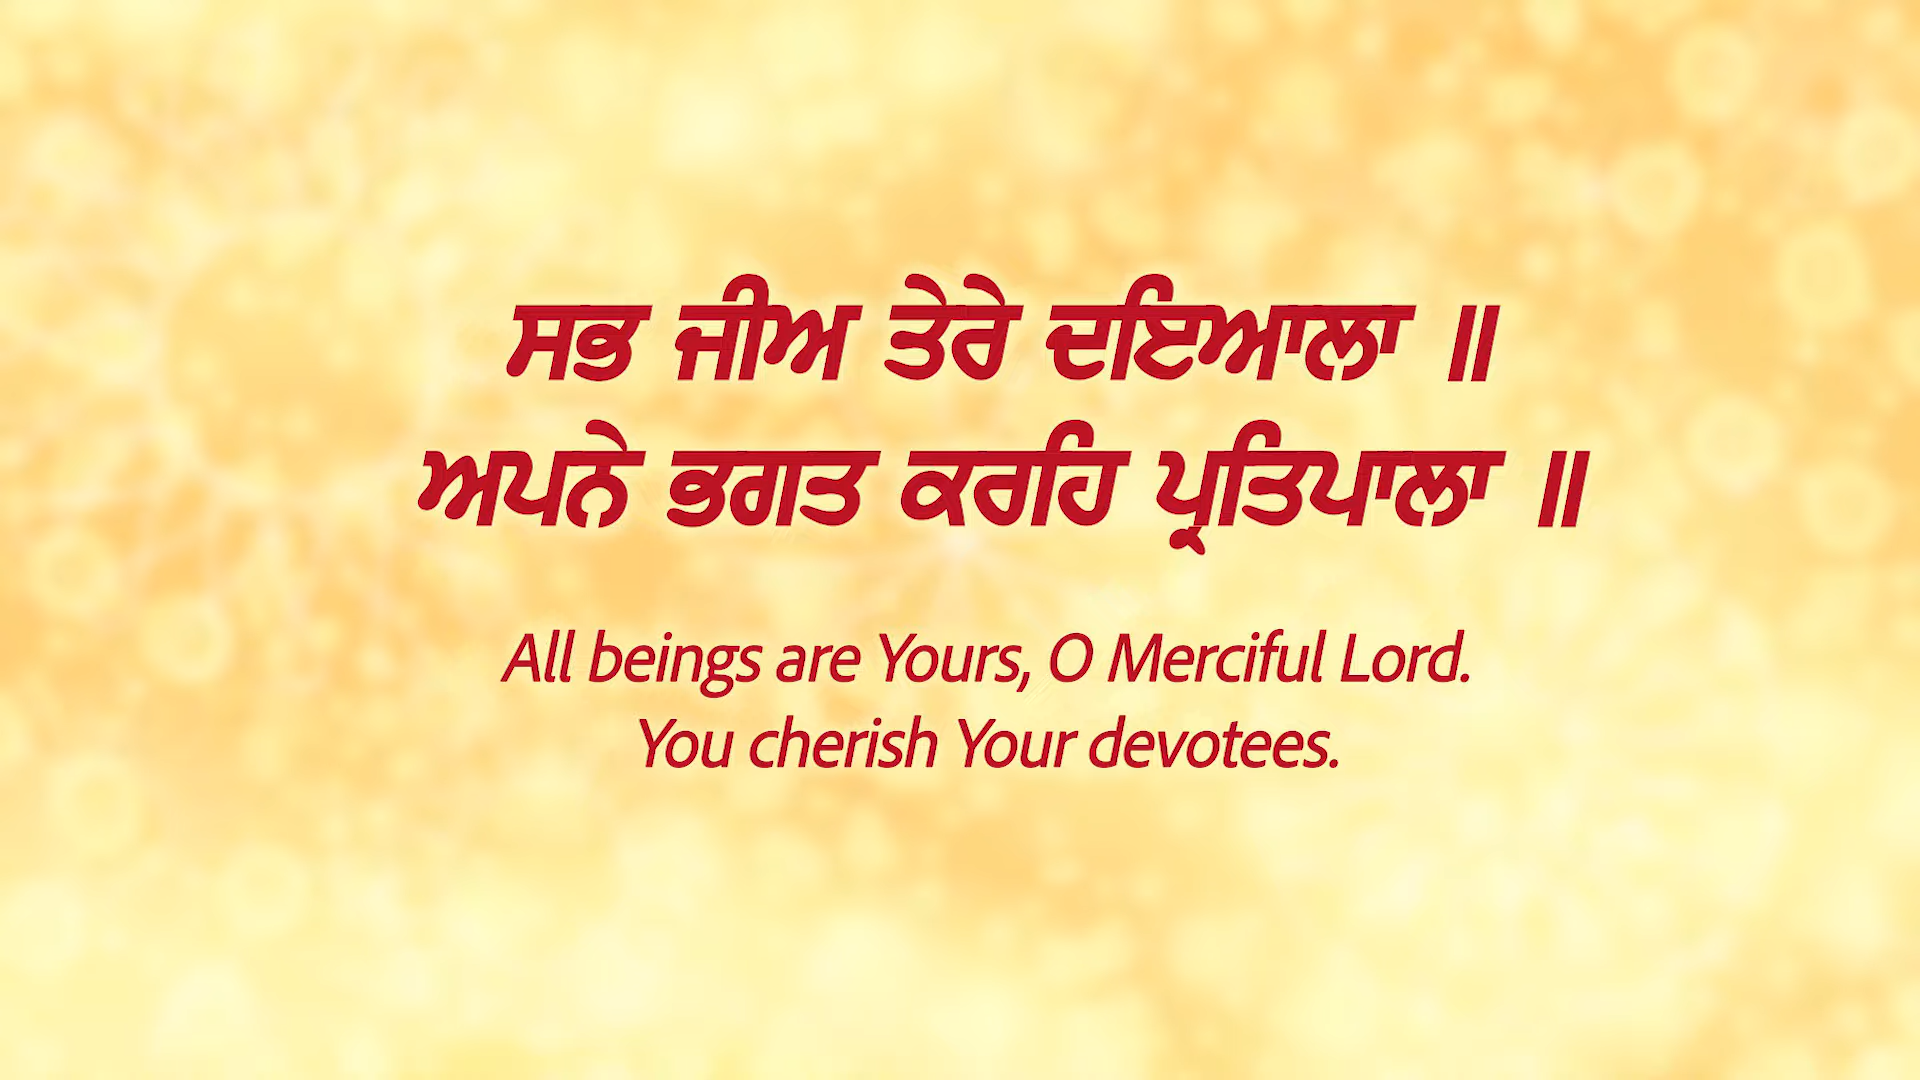 ਸਭ ਜੀਅ ਤੇਰੇ ਦਇਆਲਾ ॥
ਅਪਨੇ ਭਗਤ ਕਰਹਿ ਪ੍ਰਤਿਪਾਲਾ ॥
All beings are Yours, O Merciful Lord.
You cherish Your devotees.